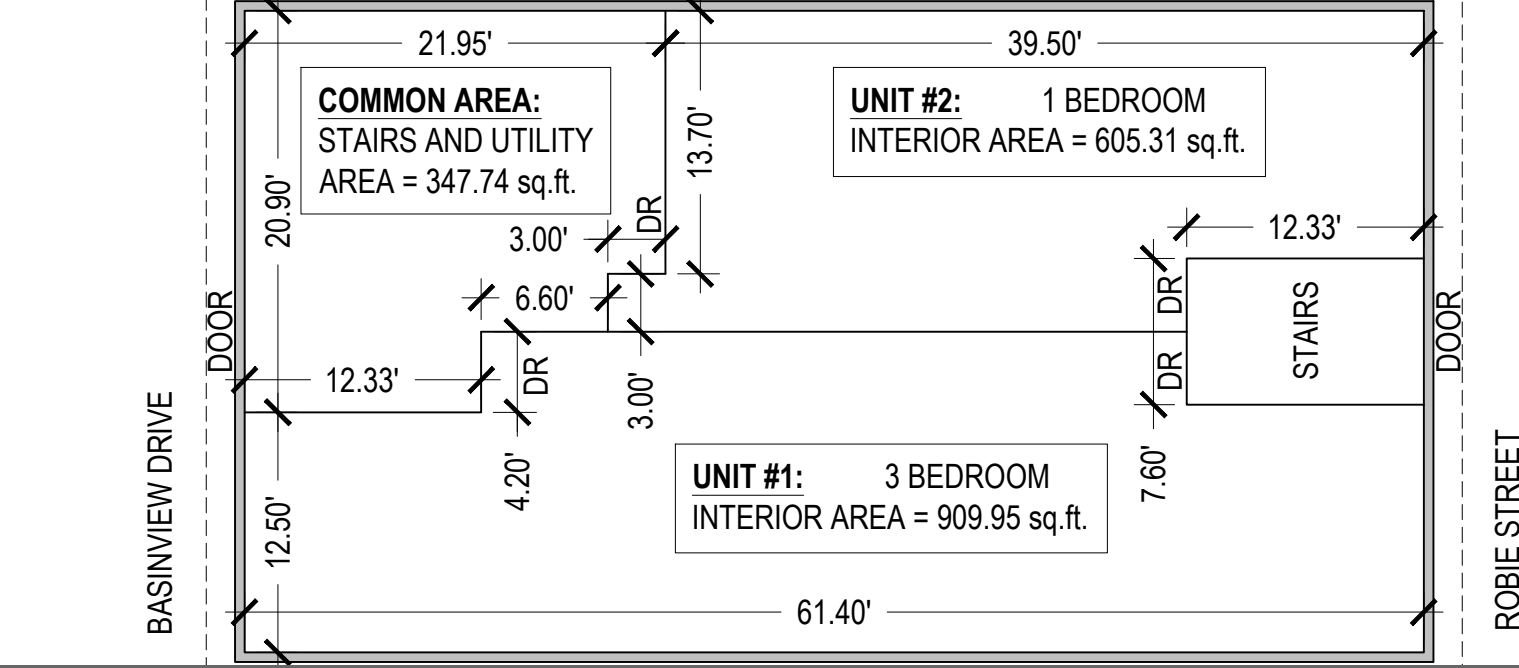 21.95'
39.50'
COMMON AREA:
STAIRS AND UTILITY
AREA = 347.74 sq.ft.
UNIT #2: 1 BEDROOM
INTERIOR AREA = 605.31 sq.ft.
13.70'
20.90'
DR
3.00'
12.33'
6.60'
DR
STAIRS
DOOR
DOOR
12.33'
DR
DR
3.00'
BASINVIEW DRIVE
4.20'
7.60'
ROBIE STREET
UNIT #1: 3 BEDROOM
INTERIOR AREA = 909.95 sq.ft.
12.50'
61.40'